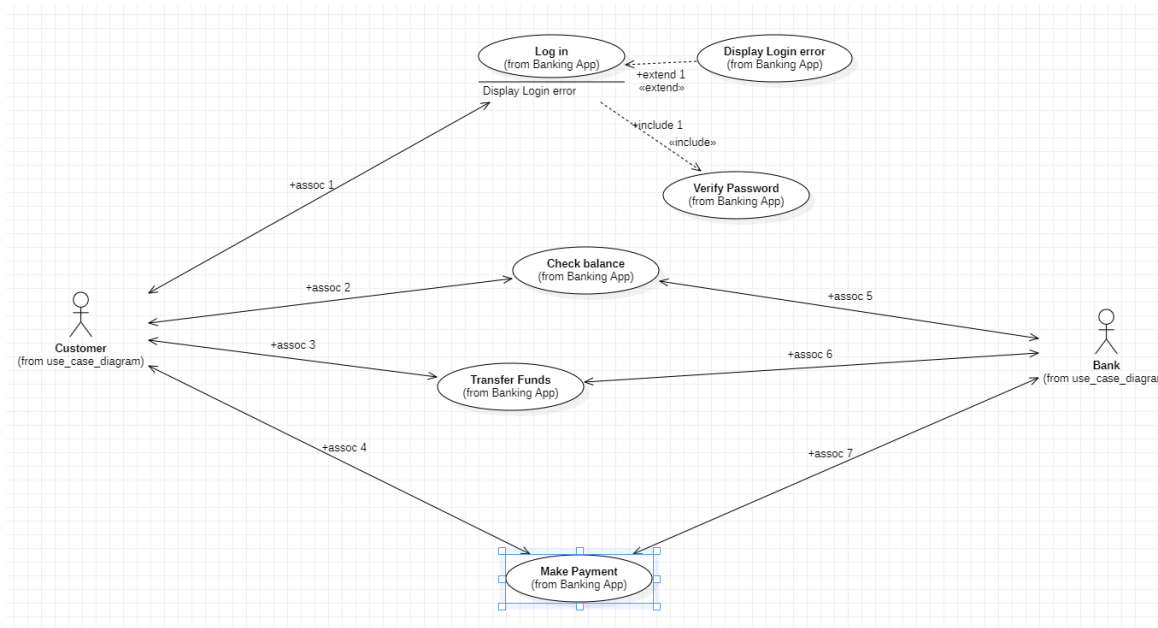 Log in
(from Banking App)
Display Login error
Display Login error
(from Banking App)
+extend 1
«extend»
+include 1
«include»
Verify Password
(from Banking App)
+assoc 1
Check balance
(from Banking App)
+assoc 2
+assoc 5
Customer
(from use_case_diagram)
+assoc 3
+assoc 6
Bank
(from use_case_diagra
Transfer Funds
(from Banking App)
+assoc 4
+assoc 7
Make Payment
(from Banking App)